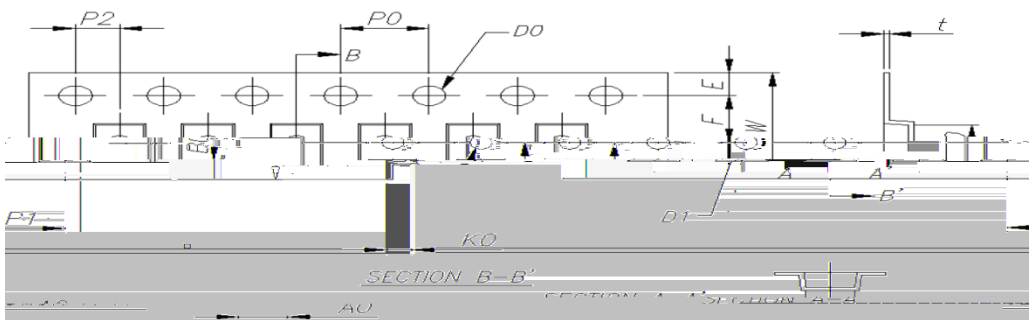 P2
P0
D0
B
t
E
F
W
A
A'
B'
P1
D1
K0
SECTION B-B'
SECTION A-A'
A0